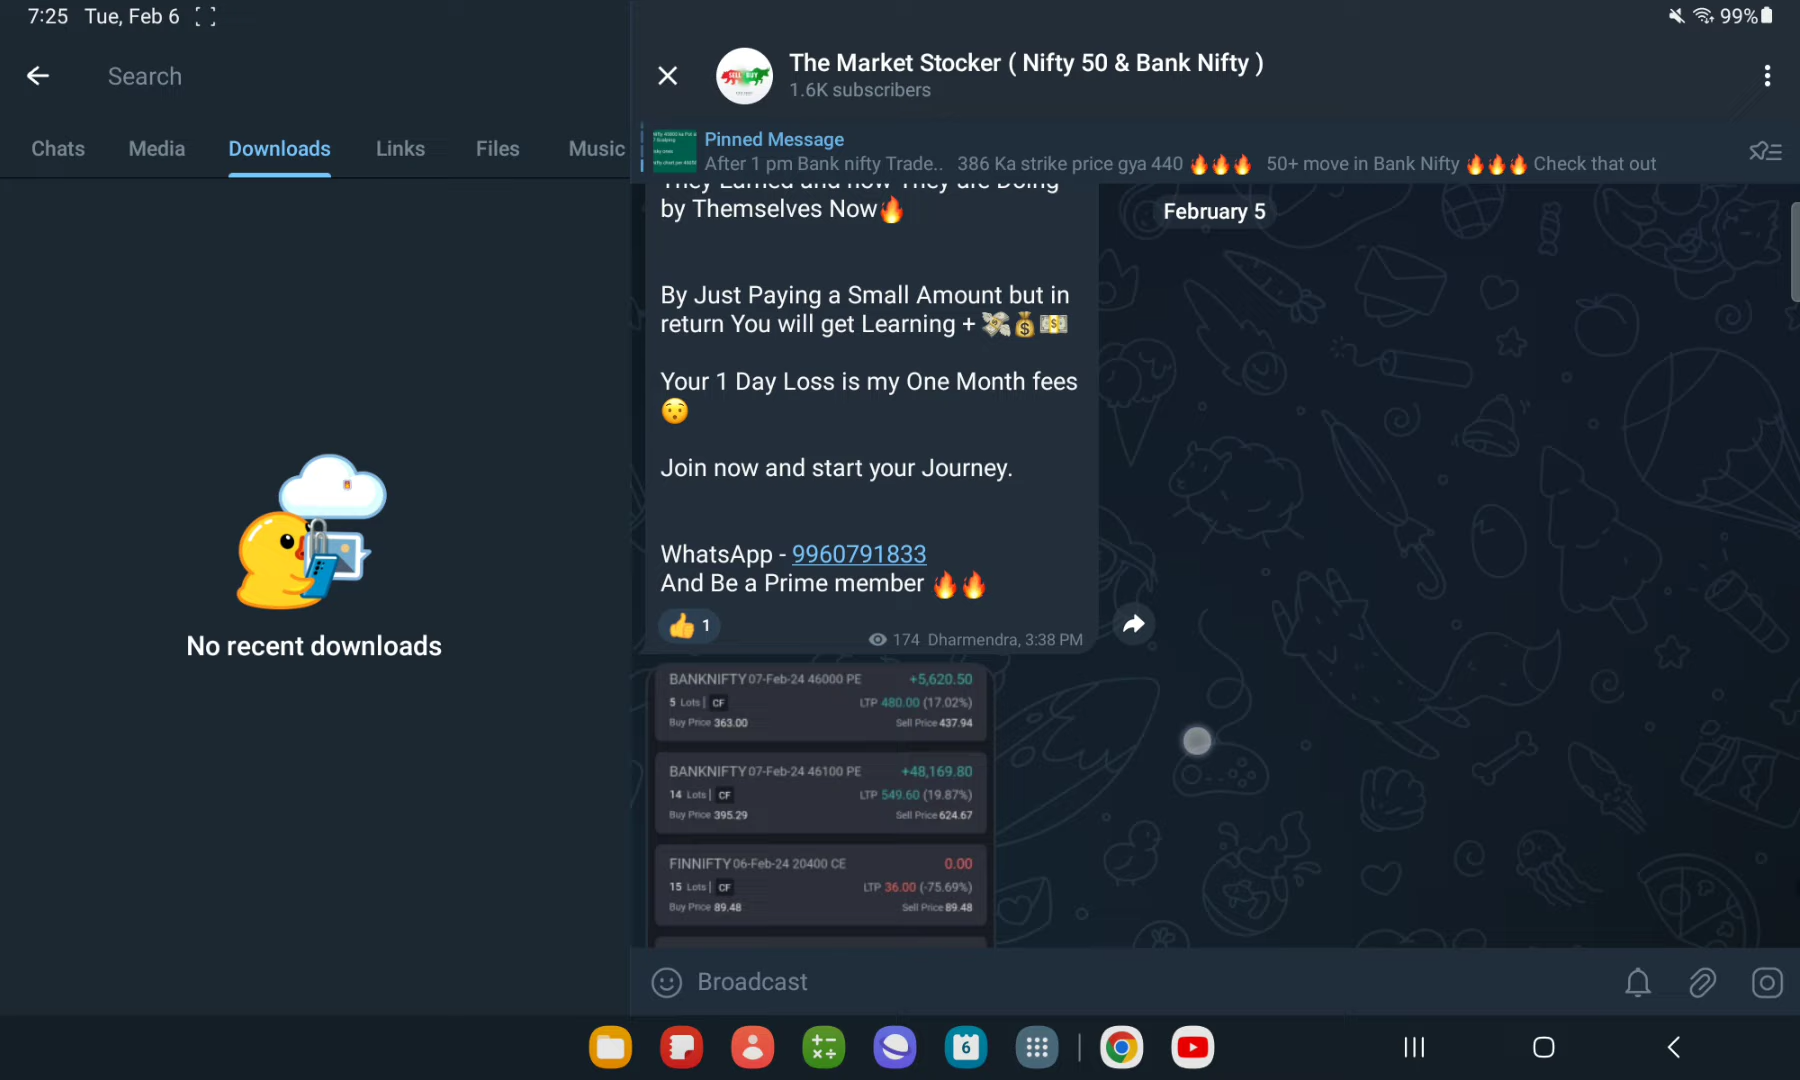 7:25 Tue, Feb 6
99%
Search
Chats Media Downloads Links Files Music
No recent downloads
The Market Stocker ( Nifty 50 & Bank Nifty )
1.6K subscribers
Pinned Message
After 1 pm Bank nifty Trade.. 386 Ka strike price gya 440 🔥🔥🔥 50+ move in Bank Nifty 🔥🔥🔥 Check that out
February 5
They Earned and how They are Doing
by Themselves Now🔥
By Just Paying a Small Amount but in
return You will get Learning + 💸💰💵
Your 1 Day Loss is my One Month fees
😯
Join now and start your Journey.
WhatsApp - 9960791833
And Be a Prime member 🔥🔥
👍 1
174 Dharmendra, 3:38 PM
BANKNIFTY 07-Feb-24 46000 PE +5,620.50
5 Lots | CF LTP 480.00 (17.02%)
Buy Price 363.00 Sell Price 437.94
BANKNIFTY 07-Feb-24 46100 PE +48,169.80
14 Lots | CF LTP 549.60 (19.87%)
Buy Price 395.29 Sell Price 624.67
FINNIFTY 06-Feb-24 20400 CE 0.00
15 Lots | CF LTP 36.00 (-75.69%)
Buy Price 89.48 Sell Price 89.48
Broadcast
6